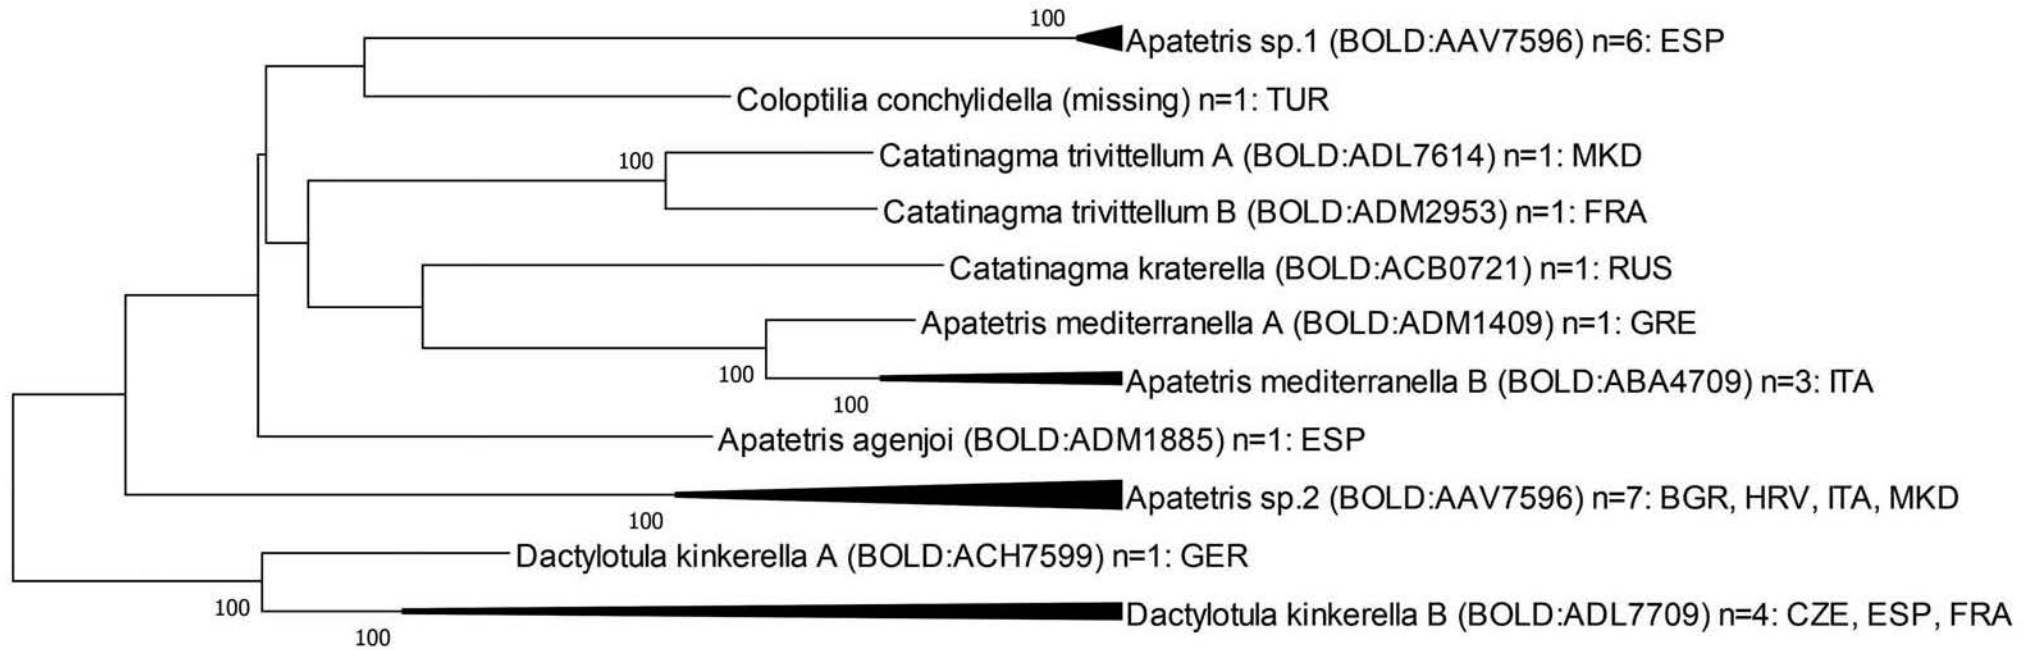 100
Apatetris sp.1 (BOLD:AAV7596) n=6: ESP
Coloptilia conchylidella (missing) n=1: TUR
100
Catatinagma trivittellum A (BOLD:ADL7614) n=1: MKD
Catatinagma trivittellum B (BOLD:ADM2953) n=1: FRA
Catatinagma kraterella (BOLD:ACB0721) n=1: RUS
Apatetris mediterranella A (BOLD:ADM1409) n=1: GRE
100
Apatetris mediterranella B (BOLD:ABA4709) n=3: ITA
100
Apatetris agenjoi (BOLD:ADM1885) n=1: ESP
Apatetris sp.2 (BOLD:AAV7596) n=7: BGR, HRV, ITA, MKD
100
Dactylotula kinkerella A (BOLD:ACH7599) n=1: GER
100
Dactylotula kinkerella B (BOLD:ADL7709) n=4: CZE, ESP, FRA
100